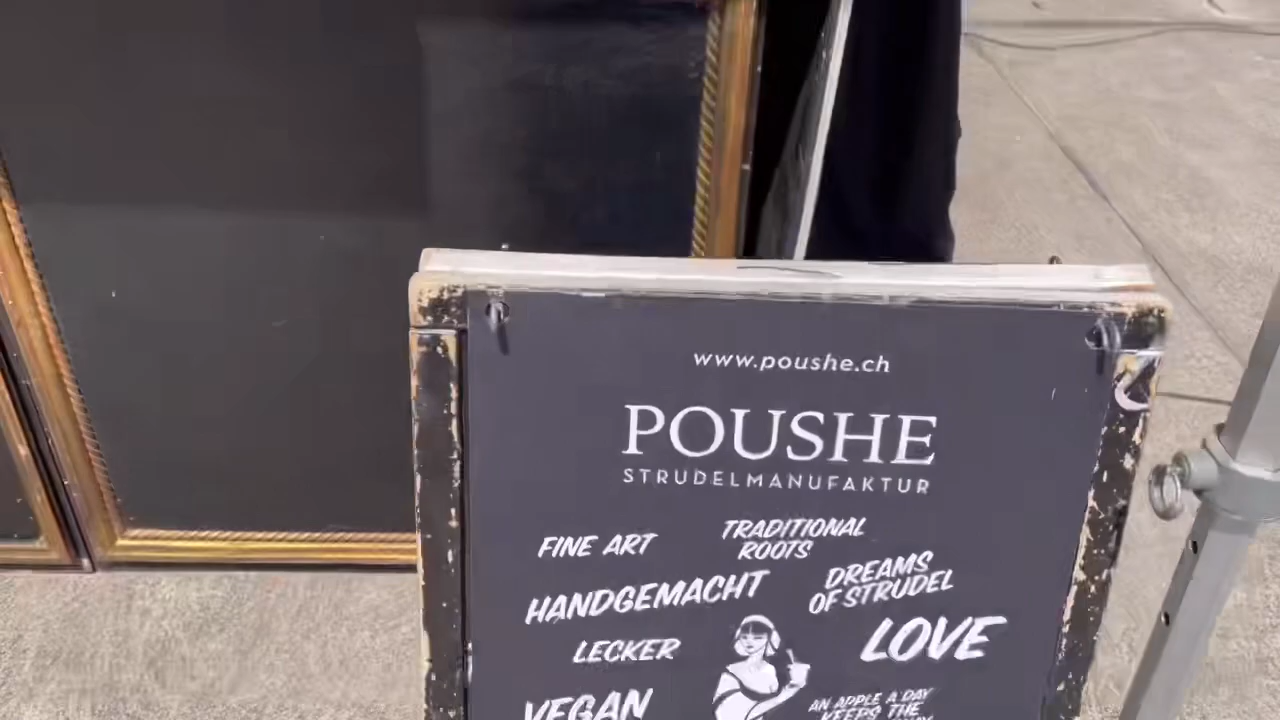 www.poushe.ch
POUSHE
STRUDELMANUFAKTUR
FINE ART
TRADITIONAL
ROOTS
HANDGEMACHT
DREAMS
OF STRUDEL
LECKER
LOVE
VEGAN
AN APPLE A DAY
KEEPS THE